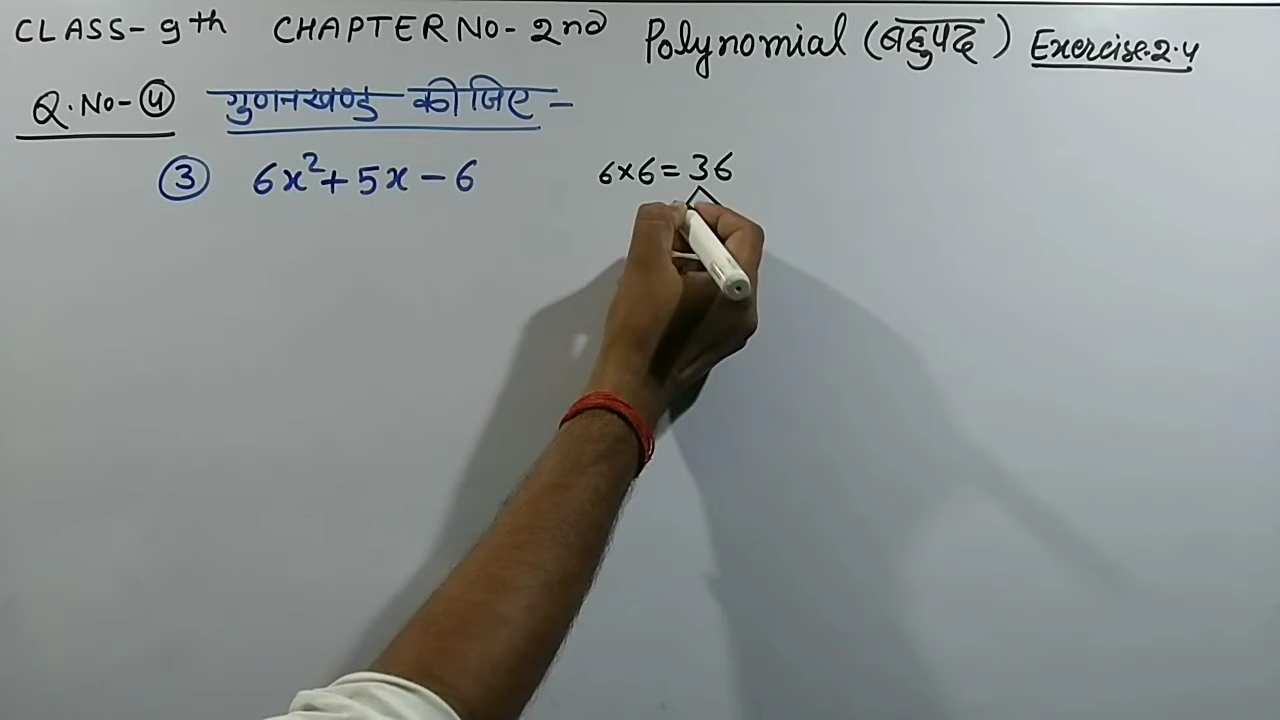 CLASS-9th CHAPTER No-2nd Polynomial (बहुपद) Exercise.2.4
Q.No-④ गुणनखण्ड कीजिए-
③ 6x²+5x-6 6×6=36